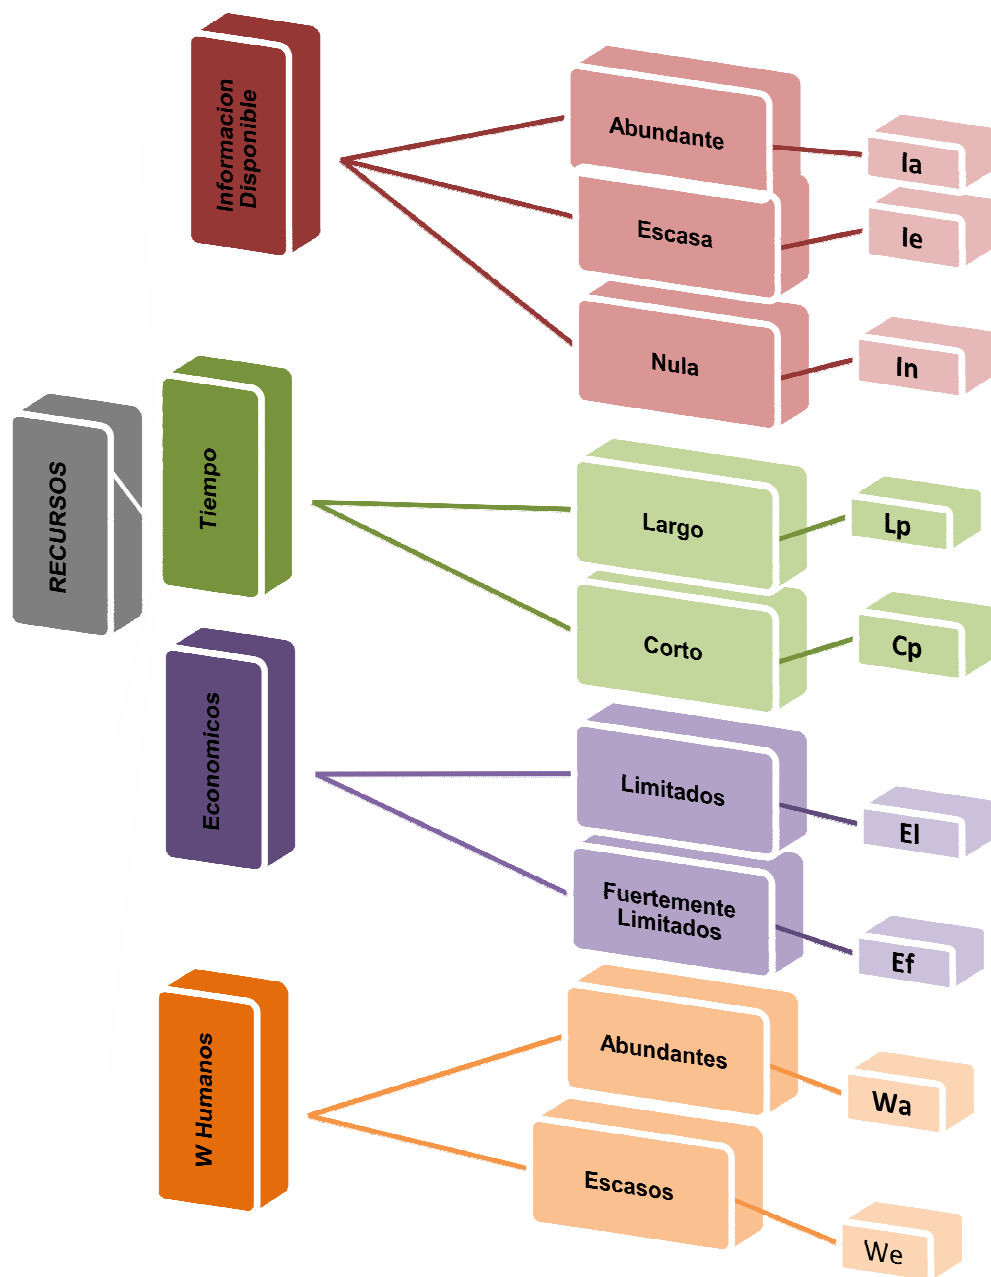 RECURSOS
Informacion
Disponible
Abundante
Ia
Escasa
Ie
Nula
In
Tiempo
Largo
Lp
Corto
Cp
Economicos
Limitados
El
Fuertemente
Limitados
Ef
W Humanos
Abundantes
Wa
Escasos
We